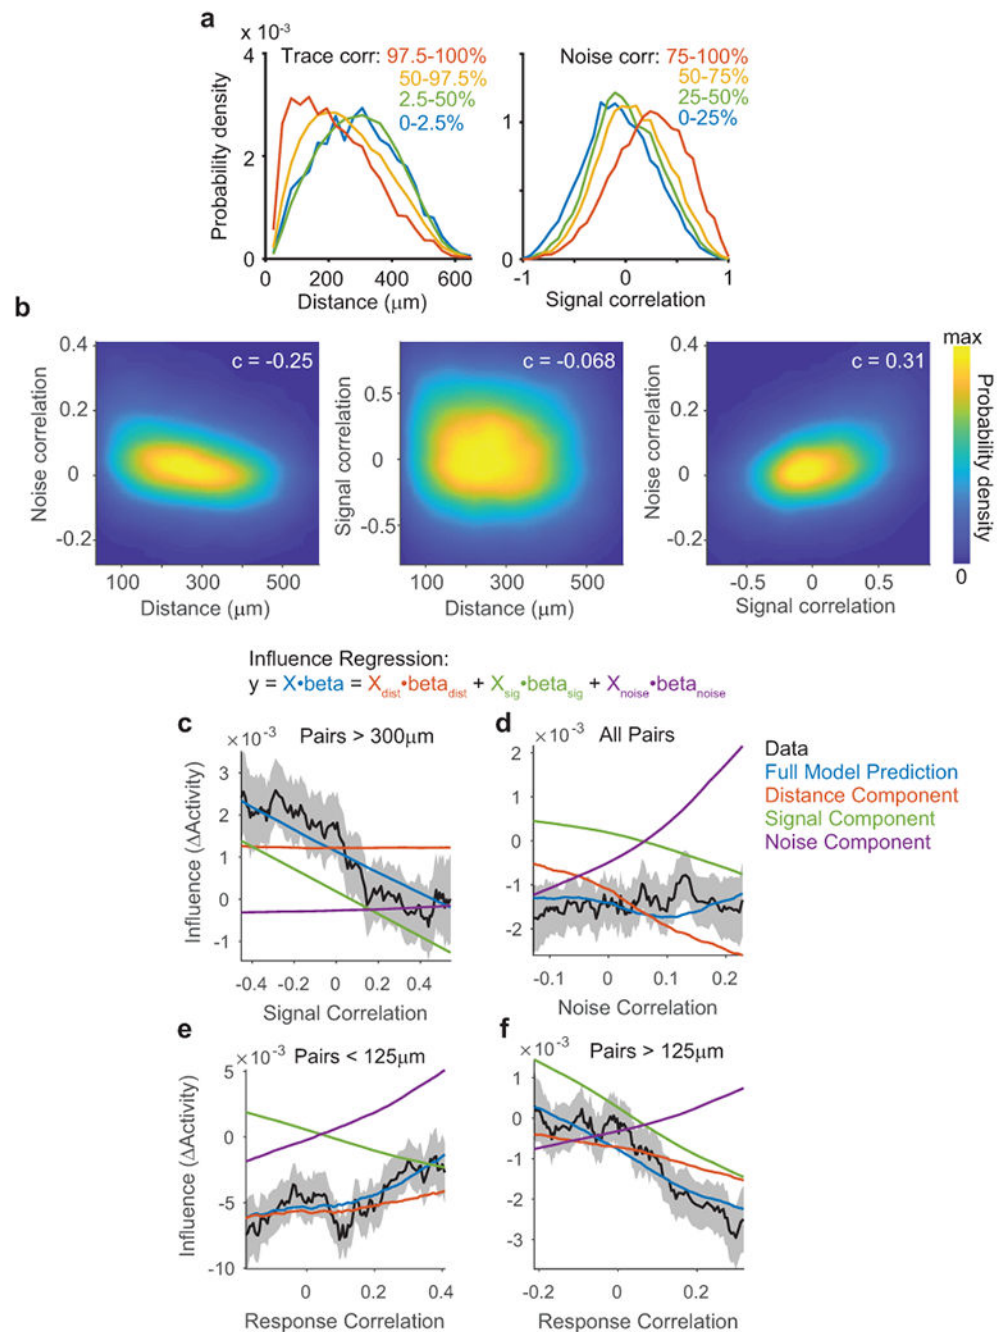 a
x 10⁻³
Trace corr: 97.5-100%
50-97.5%
2.5-50%
0-2.5%
Probability density
4
2
0
0 200 400 600
Distance (μm)
Noise corr: 75-100%
50-75%
25-50%
0-25%
1
0
-1 0 1
Signal correlation
b
c = -0.25
Noise correlation
0.4
0.2
0
-0.2
100 300 500
Distance (μm)
c = -0.068
Signal correlation
0.5
0
-0.5
100 300 500
Distance (μm)
c = 0.31
Noise correlation
0.4
0.2
0
-0.2
-0.5 0 0.5
Signal correlation
max
Probability density
0
Influence Regression:
y = X•beta = X_dist•beta_dist + X_sig•beta_sig + X_noise•beta_noise
c
×10⁻³
Pairs > 300μm
Influence (ΔActivity)
3
2
1
0
-1
-0.4 -0.2 0 0.2 0.4
Signal Correlation
d
×10⁻³
All Pairs
2
1
0
-1
-2
-0.1 0 0.1 0.2
Noise Correlation
Data
Full Model Prediction
Distance Component
Signal Component
Noise Component
e
×10⁻³
Pairs < 125μm
Influence (ΔActivity)
5
0
-5
-10
0 0.2 0.4
Response Correlation
f
×10⁻³
Pairs > 125μm
1
0
-1
-2
-3
-0.2 0 0.2
Response Correlation